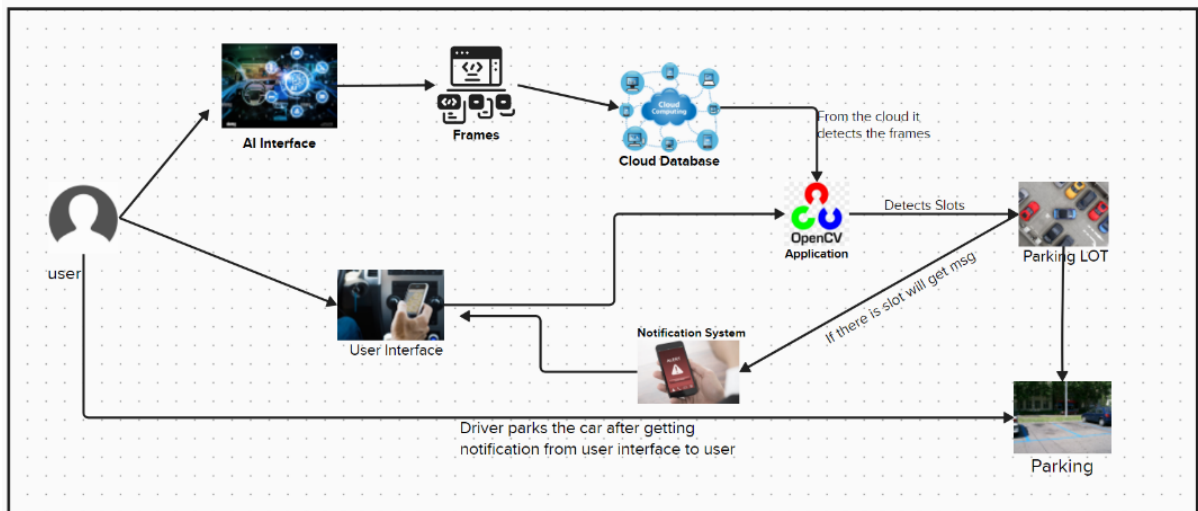 AI Interface
Frames
Cloud
Computing
Cloud Database
From the cloud it
detects the frames
user
OpenCV
Application
Detects Slots
Parking LOT
User Interface
Notification System
ALERT
If there is slot will get msg
Driver parks the car after getting
notification from user interface to user
Parking